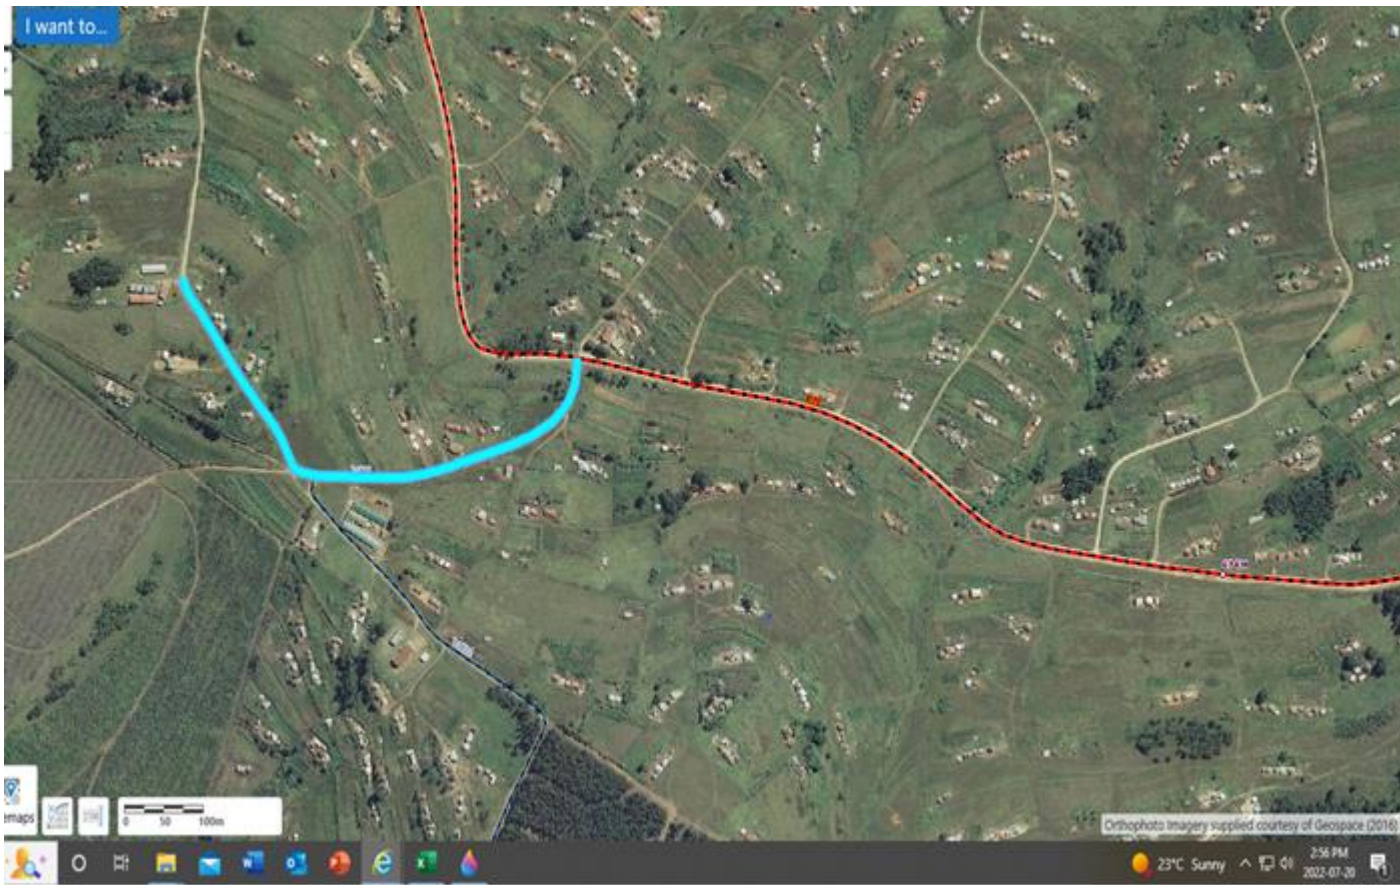 I want to...
emaps
0 50 100m
Orthophoto Imagery supplied courtesy of Geospace (2016)
23°C Sunny
2:56 PM
2022-07-20